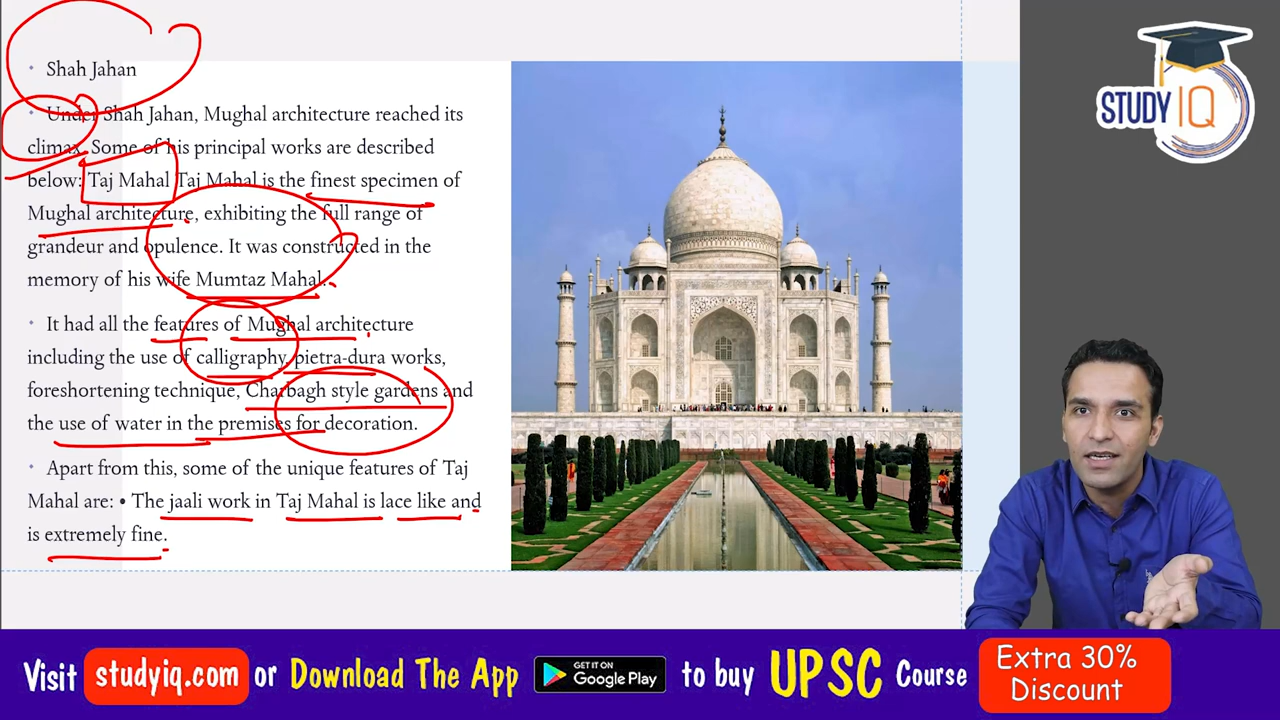 • Shah Jahan
• Under Shah Jahan, Mughal architecture reached its
climax. Some of his principal works are described
below: Taj Mahal Taj Mahal is the finest specimen of
Mughal architecture, exhibiting the full range of
grandeur and opulence. It was constructed in the
memory of his wife Mumtaz Mahal.
• It had all the features of Mughal architecture
including the use of calligraphy, pietra-dura works,
foreshortening technique, Charbagh style gardens and
the use of water in the premises for decoration.
• Apart from this, some of the unique features of Taj
Mahal are: • The jaali work in Taj Mahal is lace like and
is extremely fine.
STUDY IQ
Visit studyiq.com or Download The App GET IT ON Google Play to buy UPSC Course
Extra 30%
Discount